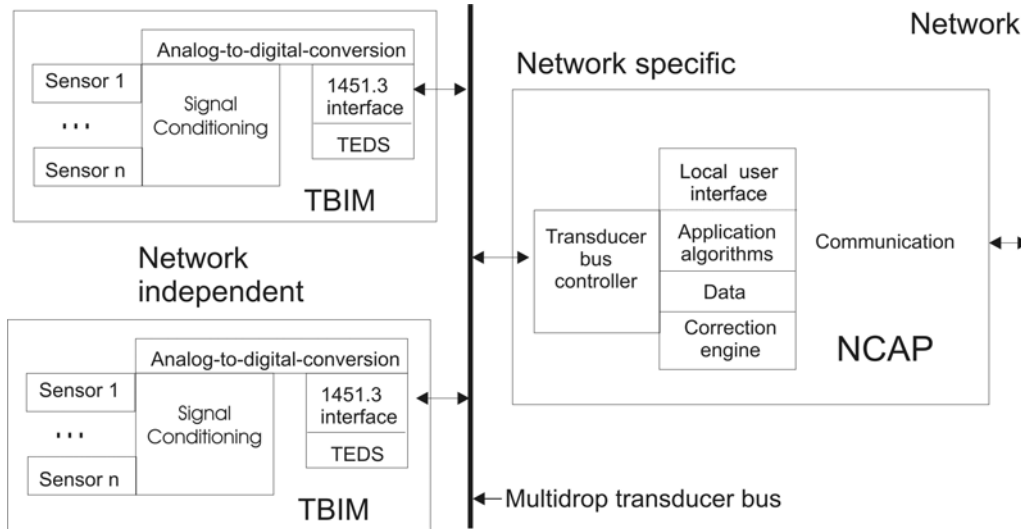 Analog-to-digital-conversion
Sensor 1
...
Sensor n
Signal
Conditioning
1451.3
interface
TEDS
TBIM
Network
independent
Analog-to-digital-conversion
Sensor 1
...
Sensor n
Signal
Conditioning
1451.3
interface
TEDS
TBIM
Network
Network specific
Transducer
bus
controller
Local user
interface
Application
algorithms
Data
Correction
engine
Communication
NCAP
Multidrop transducer bus